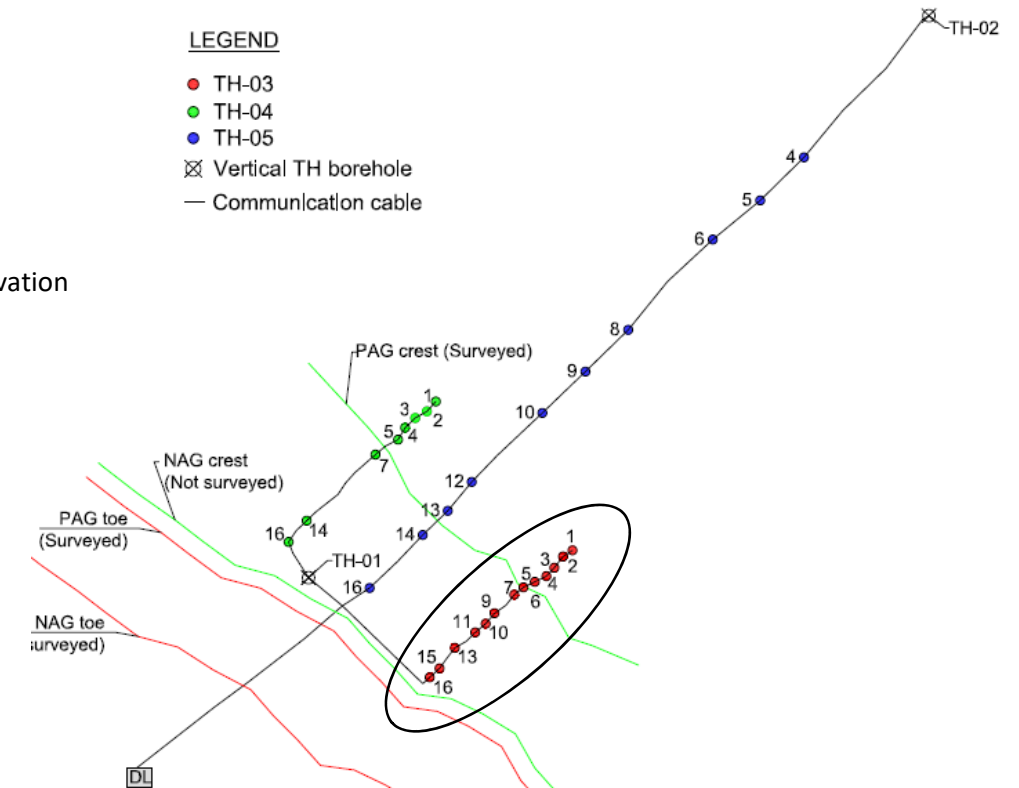 LEGEND
TH-03
TH-04
TH-05
Vertical TH borehole
Communication cable
TH-02
vation
4
5
6
8
9
10
12
13
14
16
PAG crest (Surveyed)
1
2
3
4
5
7
14
16
NAG crest
(Not surveyed)
PAG toe
(Surveyed)
TH-01
NAG toe
surveyed)
1
2
3
4
5
6
7
9
10
11
13
15
16
DL